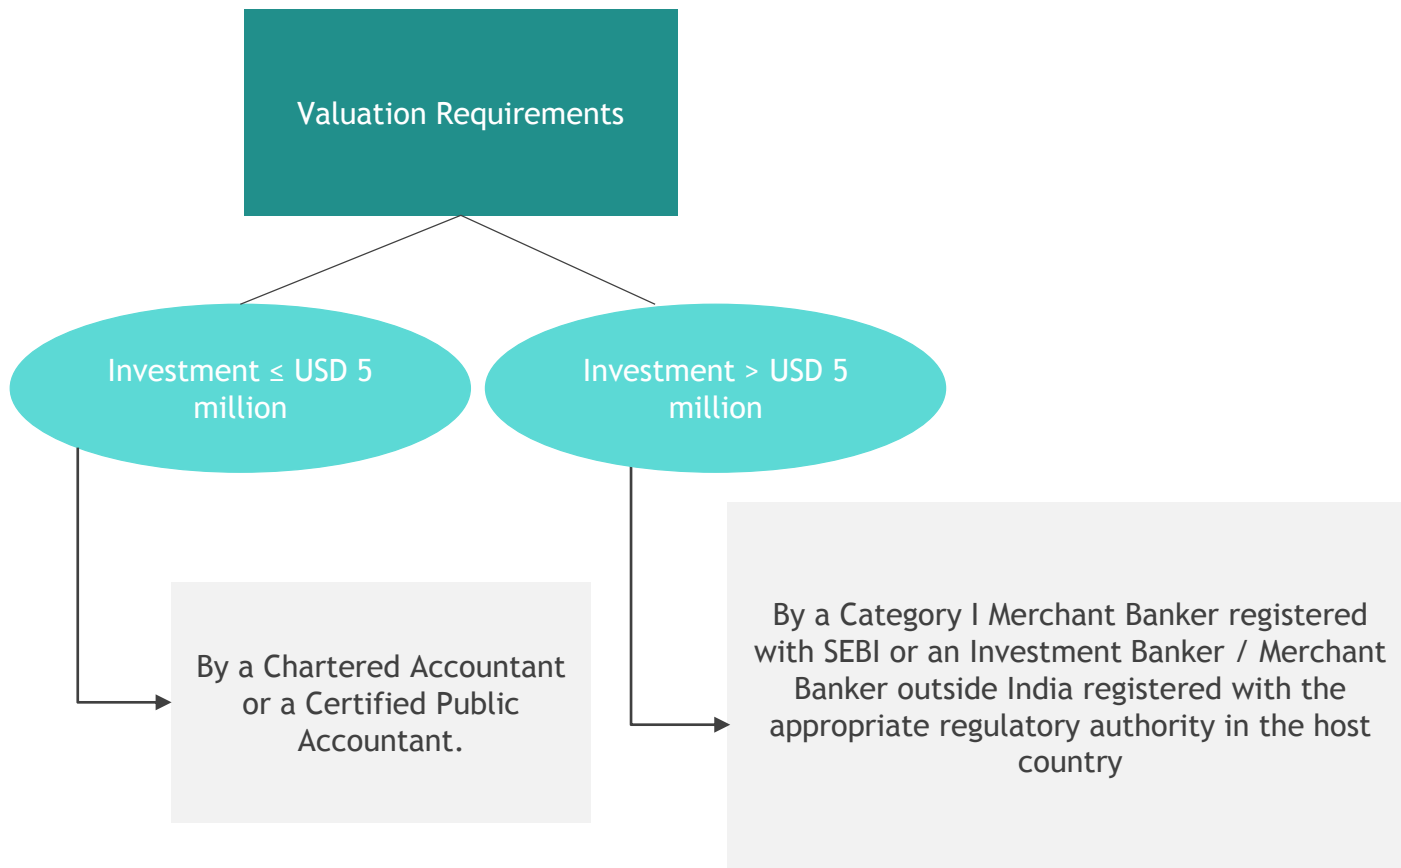 Valuation Requirements
Investment ≤ USD 5
million
Investment > USD 5
million
By a Chartered Accountant
or a Certified Public
Accountant.
By a Category I Merchant Banker registered
with SEBI or an Investment Banker / Merchant
Banker outside India registered with the
appropriate regulatory authority in the host
country